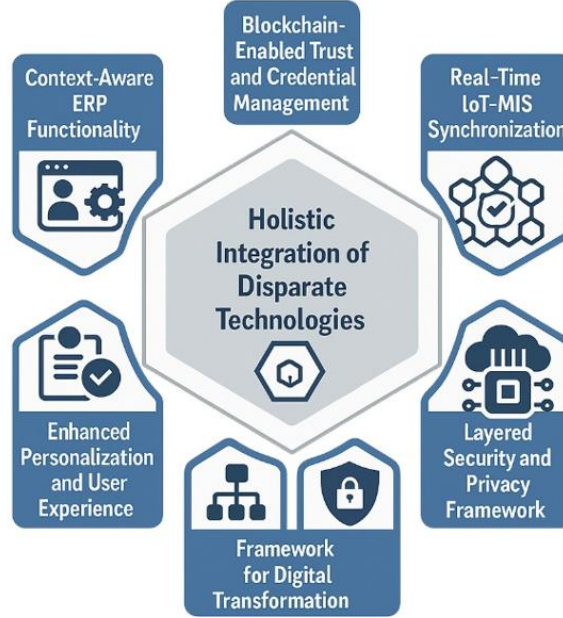 Blockchain-
Enabled Trust
and Credential
Management
Context-Aware
ERP
Functionality
Real-Time
IoT-MIS
Synchronization
Holistic
Integration of
Disparate
Technologies
Enhanced
Personalization
and User
Experience
Layered
Security and
Privacy
Framework
Framework
for Digital
Transformation